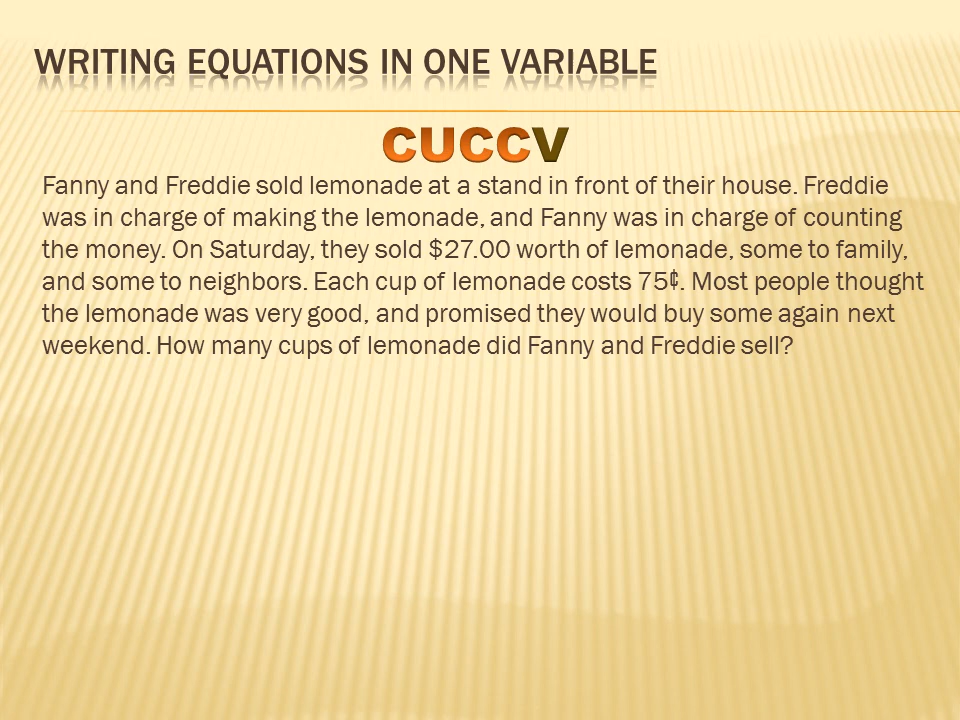 WRITING EQUATIONS IN ONE VARIABLE
CUCCV
Fanny and Freddie sold lemonade at a stand in front of their house. Freddie
was in charge of making the lemonade, and Fanny was in charge of counting
the money. On Saturday, they sold $27.00 worth of lemonade, some to family,
and some to neighbors. Each cup of lemonade costs 75¢. Most people thought
the lemonade was very good, and promised they would buy some again next
weekend. How many cups of lemonade did Fanny and Freddie sell?